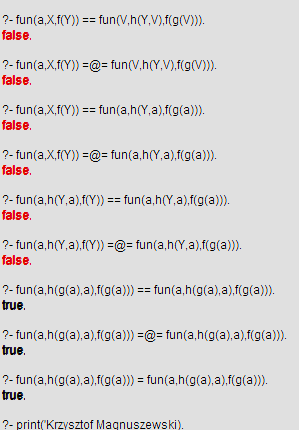 ?- fun(a,X,f(Y)) == fun(V,h(Y,V),f(g(V))).
false.
?- fun(a,X,f(Y)) =@= fun(V,h(Y,V),f(g(V))).
false.
?- fun(a,X,f(Y)) == fun(a,h(Y,a),f(g(a))).
false.
?- fun(a,X,f(Y)) =@= fun(a,h(Y,a),f(g(a))).
false.
?- fun(a,h(Y,a),f(Y)) == fun(a,h(Y,a),f(g(a))).
false.
?- fun(a,h(Y,a),f(Y)) =@= fun(a,h(Y,a),f(g(a))).
false.
?- fun(a,h(g(a),a),f(g(a))) == fun(a,h(g(a),a),f(g(a))).
true.
?- fun(a,h(g(a),a),f(g(a))) =@= fun(a,h(g(a),a),f(g(a))).
true.
?- fun(a,h(g(a),a),f(g(a))) = fun(a,h(g(a),a),f(g(a))).
true.
?- print('Krzysztof Magnuszewski).